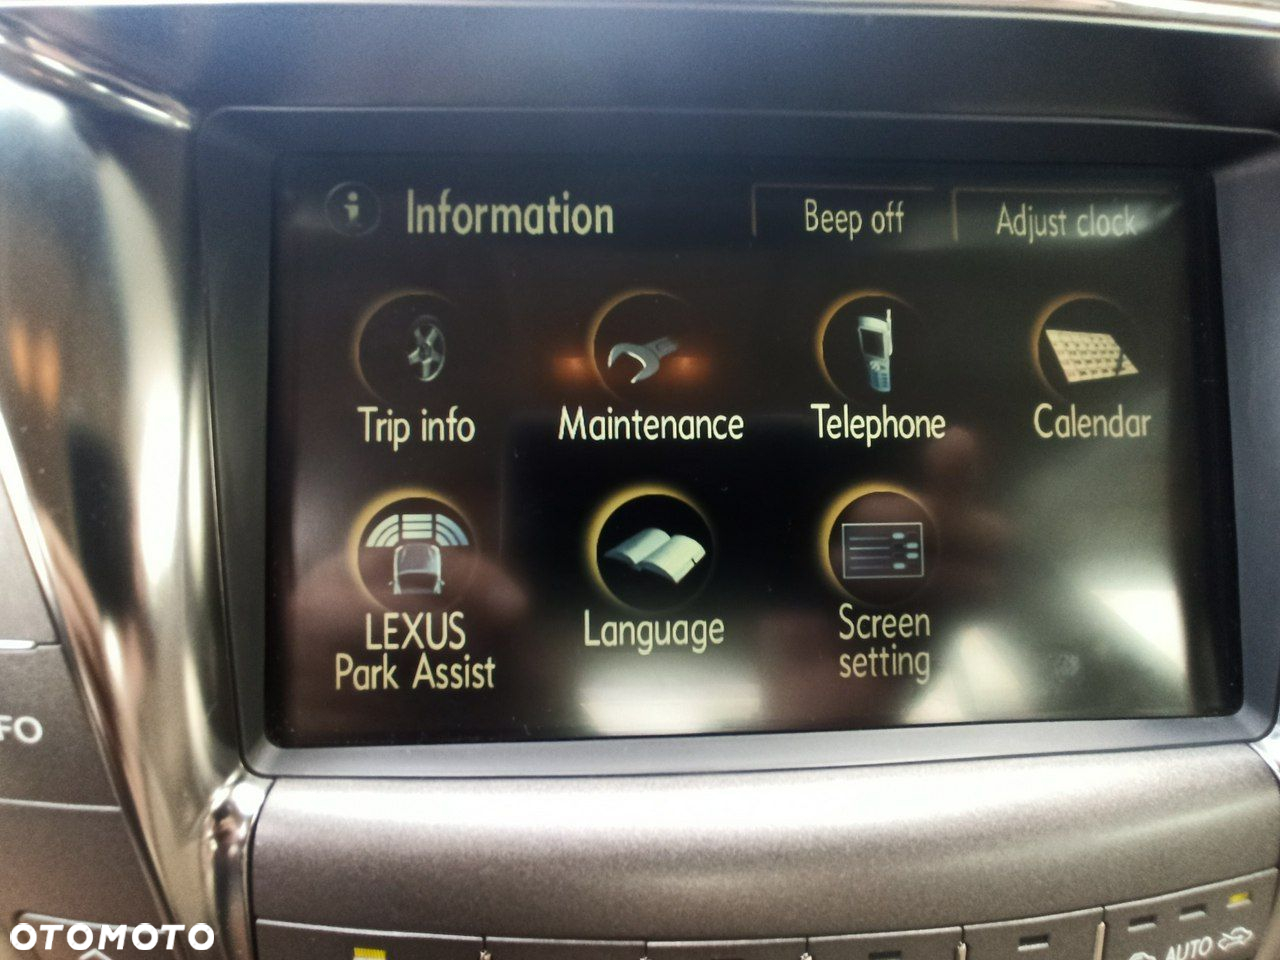 Information
Beep off
Adjust clock
Trip info
Maintenance
Telephone
Calendar
LEXUS
Park Assist
Language
Screen
setting
FO
AUTO
OTOMOTO